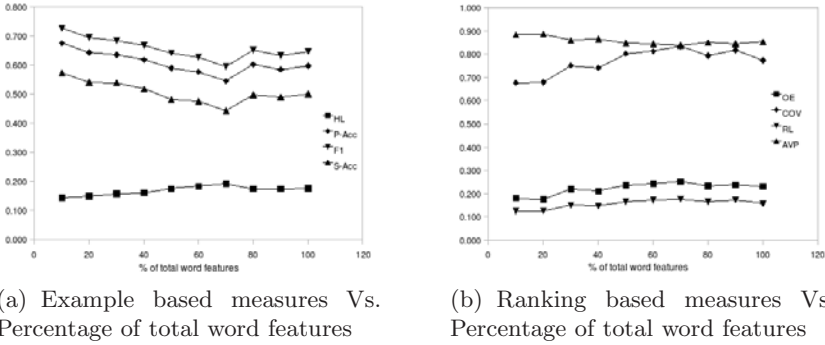 0.800
0.700
0.600
0.500
0.400
0.300
0.200
0.100
0.000
0 20 40 60 80 100 120
% of total word features
HL
P-Acc
F1
S-Acc
1.000
0.900
0.800
0.700
0.600
0.500
0.400
0.300
0.200
0.100
0.000
0 20 40 60 80 100 120
% of total word features
OE
COV
RL
AVP
(a) Example based measures Vs.
Percentage of total word features
(b) Ranking based measures Vs
Percentage of total word features